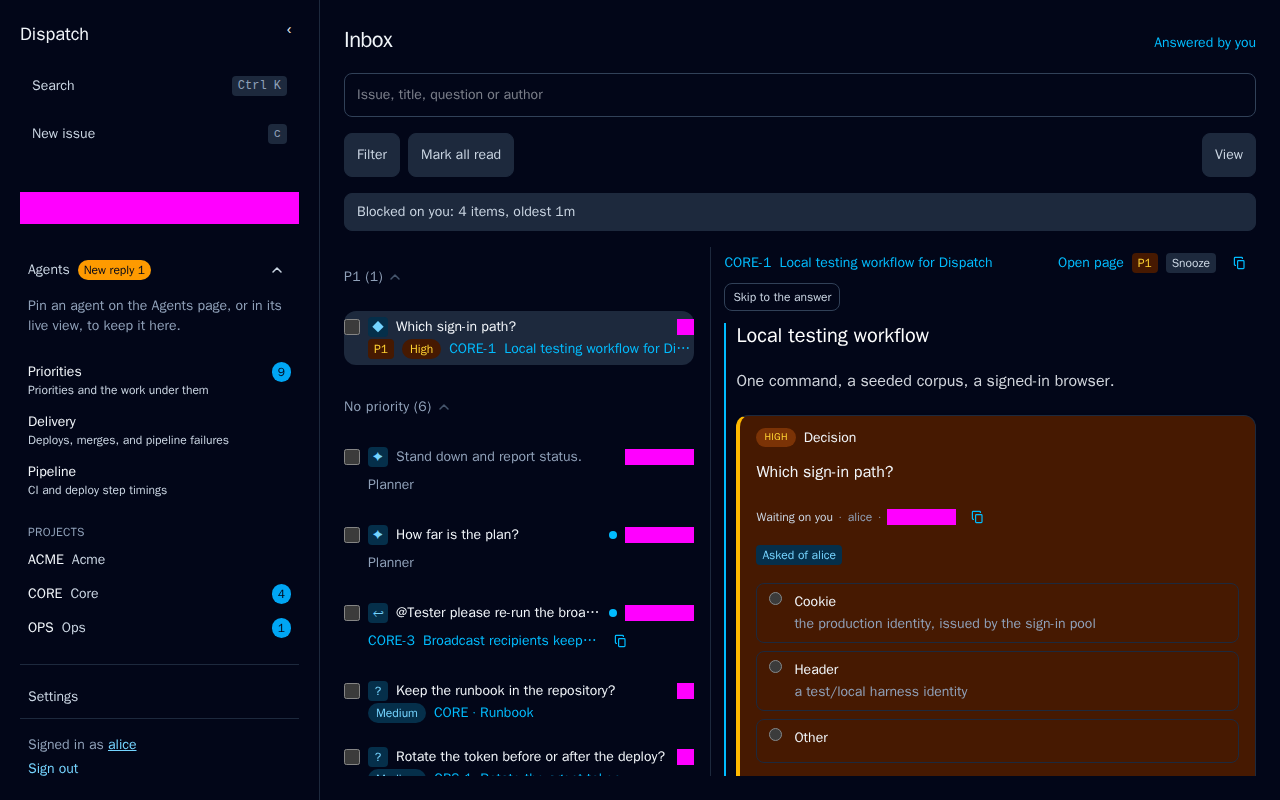 Dispatch
Search
Ctrl K
New issue
C
Agents
New reply 1
Pin an agent on the Agents page, or in its
live view, to keep it here.
Priorities
9
Priorities and the work under them
Delivery
Deploys, merges, and pipeline failures
Pipeline
CI and deploy step timings
PROJECTS
ACME Acme
CORE Core
4
OPS Ops
1
Settings
Signed in as alice
Sign out
Inbox
Answered by you
Issue, title, question or author
Filter
Mark all read
View
Blocked on you: 4 items, oldest 1m
P1 (1)
Which sign-in path?
P1 High CORE-1 Local testing workflow for Di…
No priority (6)
Stand down and report status.
Planner
How far is the plan?
Planner
@Tester please re-run the broa…
CORE-3 Broadcast recipients keep…
? Keep the runbook in the repository?
Medium CORE · Runbook
? Rotate the token before or after the deploy?
CORE-1 Local testing workflow for Dispatch
Open page
P1
Snooze
Skip to the answer
Local testing workflow
One command, a seeded corpus, a signed-in browser.
HIGH Decision
Which sign-in path?
Waiting on you · alice ·
Asked of alice
Cookie
the production identity, issued by the sign-in pool
Header
a test/local harness identity
Other